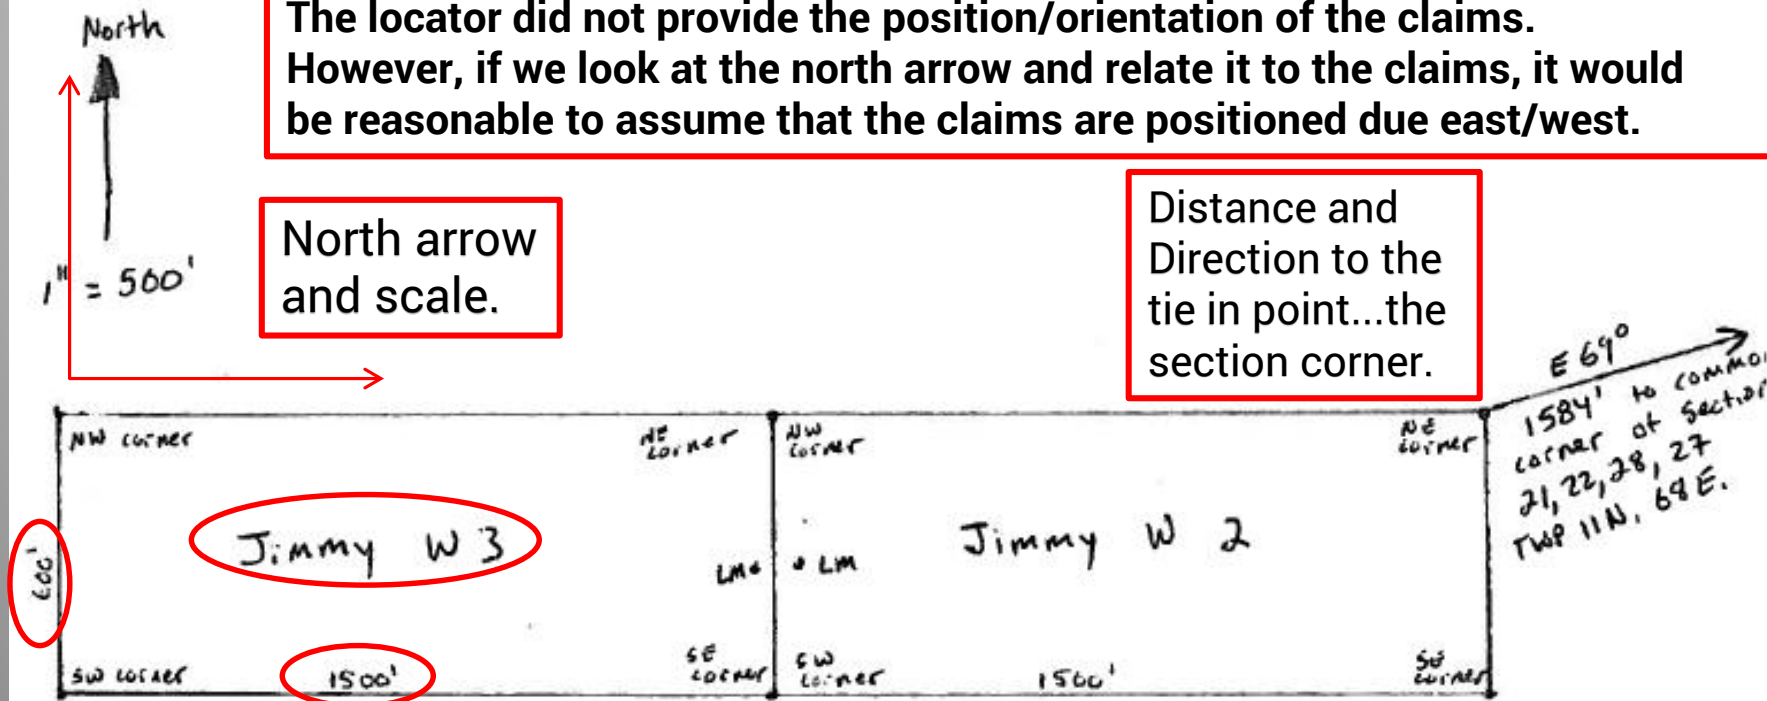 The locator did not provide the position/orientation of the claims.
However, if we look at the north arrow and relate it to the claims, it would
be reasonable to assume that the claims are positioned due east/west.
North
1" = 500'
North arrow
and scale.
Distance and
Direction to the
tie in point...the
section corner.
E 69°
1584' to common
corner of section
21, 22, 28, 27
TWP 11N, 68E.
NW corner
NE
corner
NW
corner
NE
corner
Jimmy W 3
Jimmy W 2
LM
LM
600'
SW corner
1500'
SE
corner
SW
corner
1500'
SE
corner